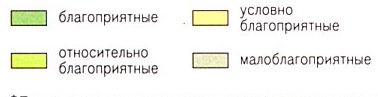 благоприятные
относительно
благоприятные
условно
благоприятные
малоблагоприятные